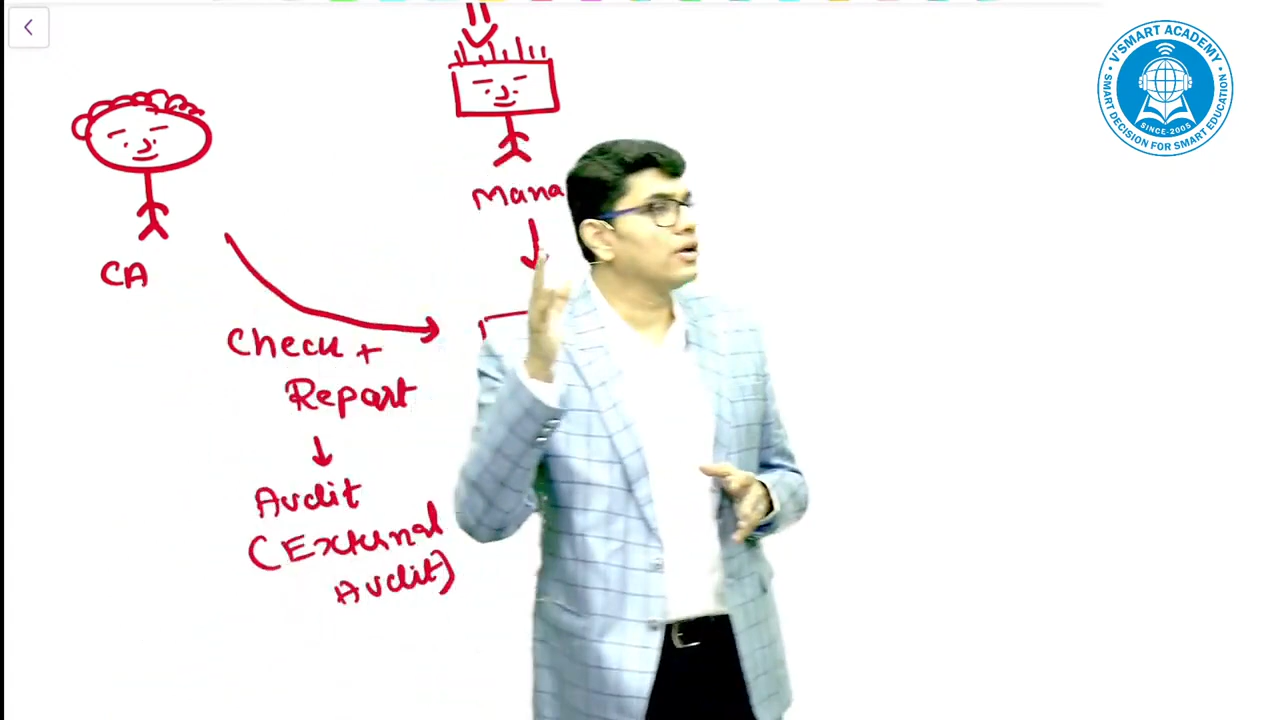 V'SMART ACADEMY
SMART DECISION FOR SMART EDUCATION
SINCE-2005
Mana
CA
Check +
Report
Audit
(External
Audit)